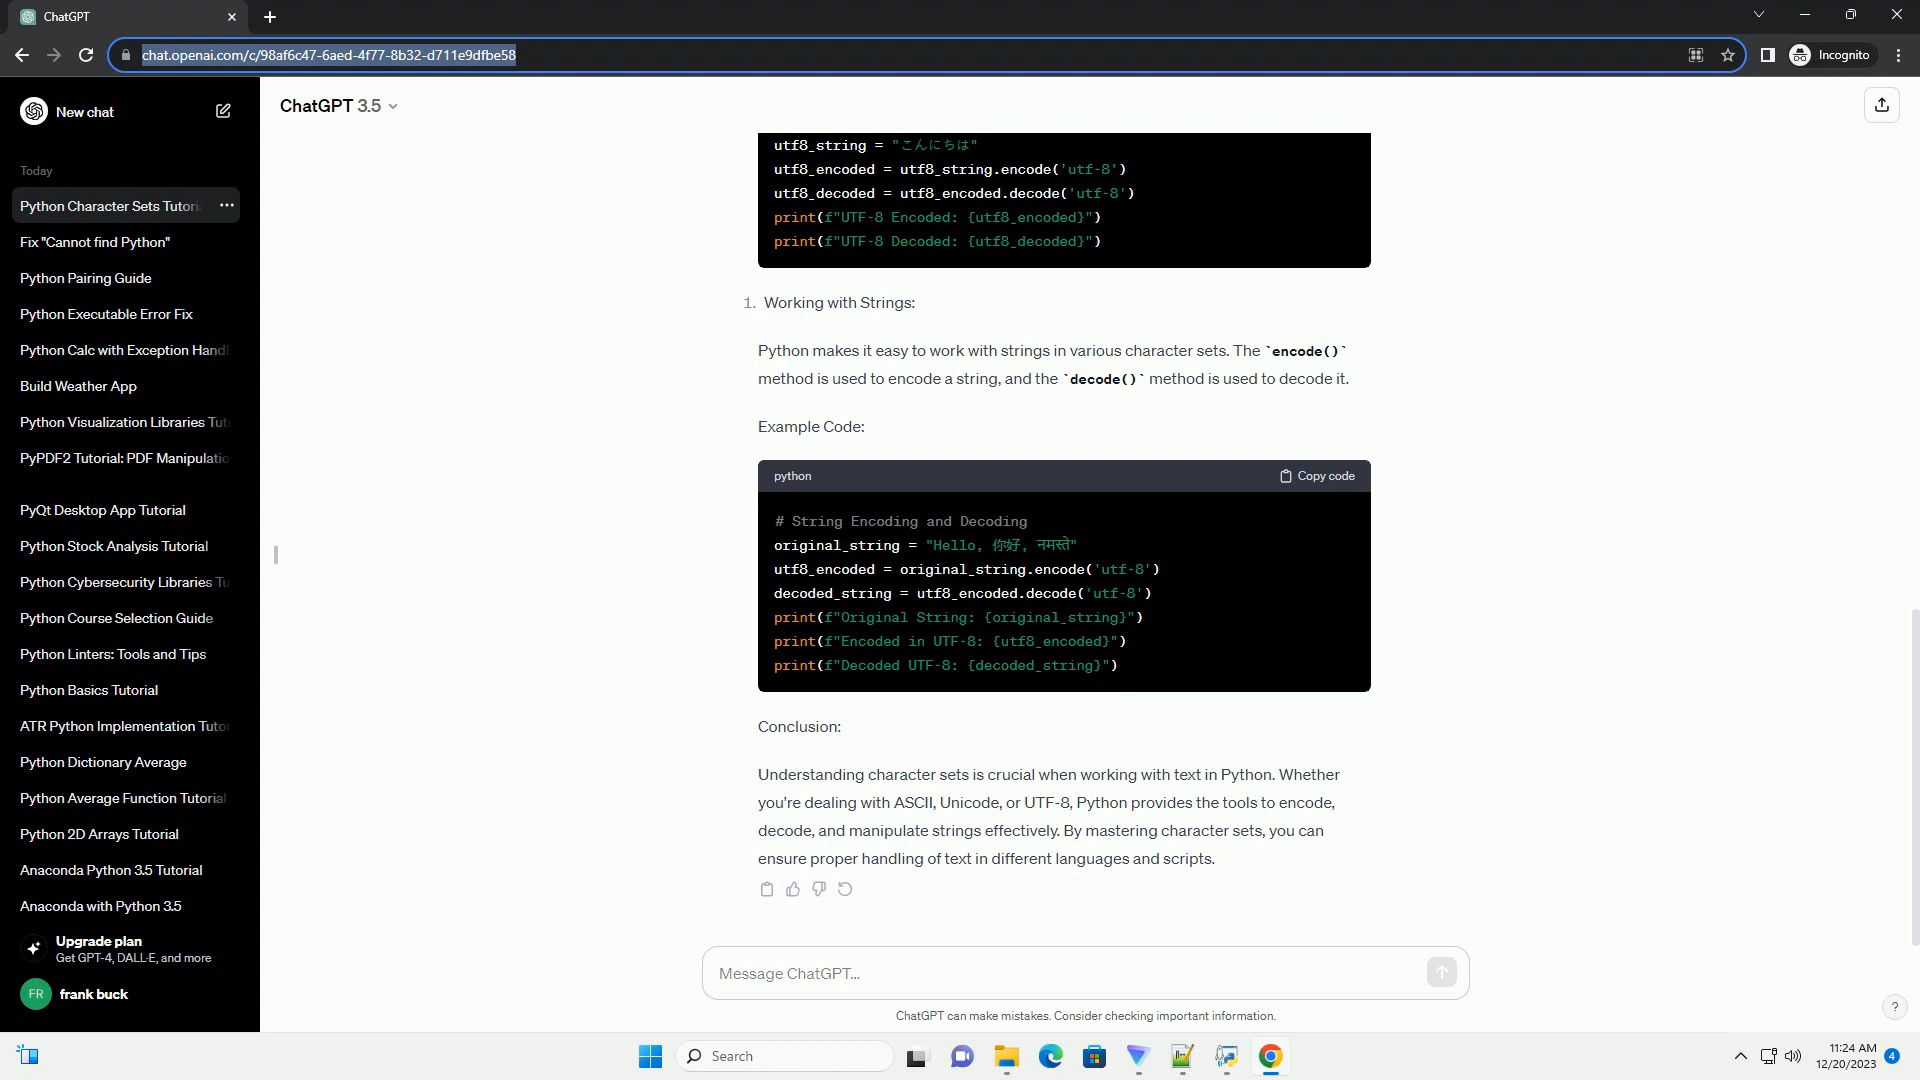 ChatGPT
chat.openai.com/c/98af6c47-6aed-4f77-8b32-d711e9dfbe58
Incognito
New chat
Today
Python Character Sets Tutori
Fix "Cannot find Python"
Python Pairing Guide
Python Executable Error Fix
Python Calc with Exception Handl
Build Weather App
Python Visualization Libraries Tut
PyPDF2 Tutorial: PDF Manipulatio
PyQt Desktop App Tutorial
Python Stock Analysis Tutorial
Python Cybersecurity Libraries Tu
Python Course Selection Guide
Python Linters: Tools and Tips
Python Basics Tutorial
ATR Python Implementation Tutor
Python Dictionary Average
Python Average Function Tutorial
Python 2D Arrays Tutorial
Anaconda Python 3.5 Tutorial
Anaconda with Python 3.5
Upgrade plan
Get GPT-4, DALL·E, and more
FR frank buck
ChatGPT 3.5
utf8_string = "こんにちは"
utf8_encoded = utf8_string.encode('utf-8')
utf8_decoded = utf8_encoded.decode('utf-8')
print(f"UTF-8 Encoded: {utf8_encoded}")
print(f"UTF-8 Decoded: {utf8_decoded}")
1. Working with Strings:
Python makes it easy to work with strings in various character sets. The `encode()`
method is used to encode a string, and the `decode()` method is used to decode it.
Example Code:
python Copy code
# String Encoding and Decoding
original_string = "Hello, 你好, नमस्ते"
utf8_encoded = original_string.encode('utf-8')
decoded_string = utf8_encoded.decode('utf-8')
print(f"Original String: {original_string}")
print(f"Encoded in UTF-8: {utf8_encoded}")
print(f"Decoded UTF-8: {decoded_string}")
Conclusion:
Understanding character sets is crucial when working with text in Python. Whether
you're dealing with ASCII, Unicode, or UTF-8, Python provides the tools to encode,
decode, and manipulate strings effectively. By mastering character sets, you can
ensure proper handling of text in different languages and scripts.
Message ChatGPT…
ChatGPT can make mistakes. Consider checking important information.
?
Search
11:24 AM
12/20/2023
4